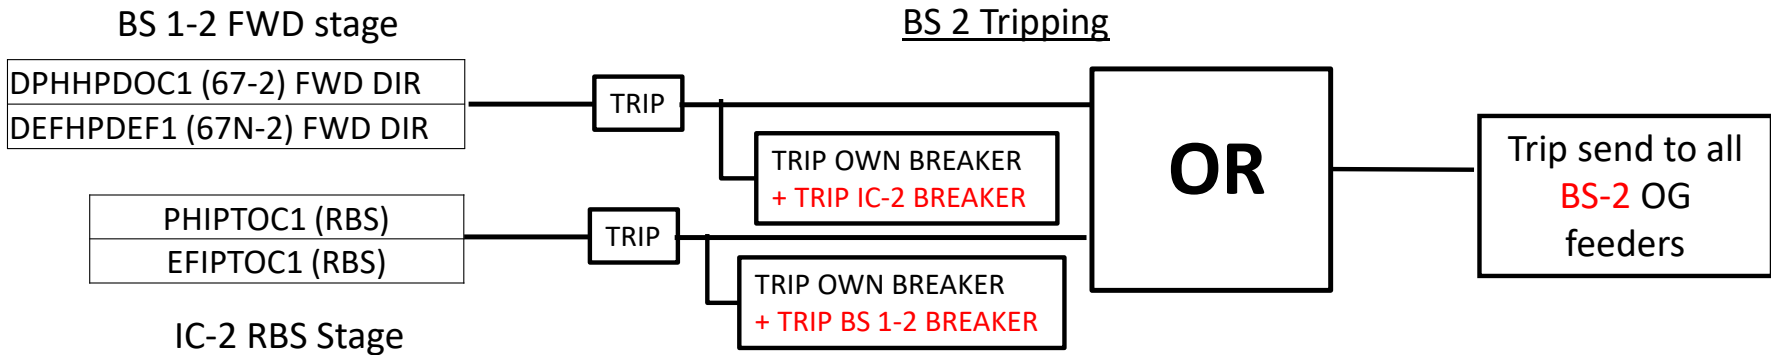 BS 1-2 FWD stage
BS 2 Tripping
DPHHPDOC1 (67-2) FWD DIR
DEFHPDEF1 (67N-2) FWD DIR
TRIP
TRIP OWN BREAKER
+ TRIP IC-2 BREAKER
OR
Trip send to all
BS-2 OG
feeders
PHIPTOC1 (RBS)
EFIPTOC1 (RBS)
TRIP
TRIP OWN BREAKER
+ TRIP BS 1-2 BREAKER
IC-2 RBS Stage